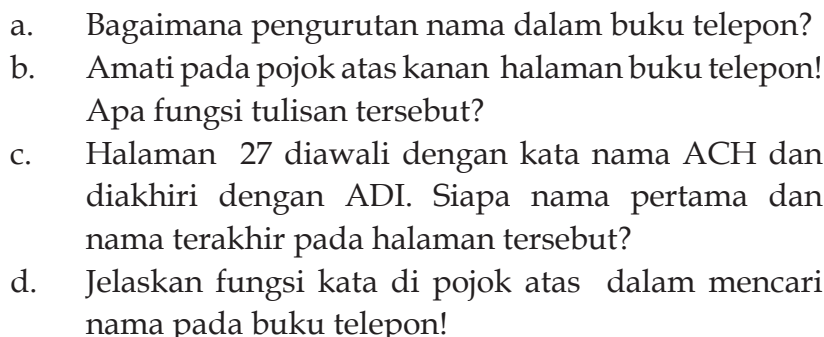 a. Bagaimana pengurutan nama dalam buku telepon?
b. Amati pada pojok atas kanan halaman buku telepon!
Apa fungsi tulisan tersebut?
c. Halaman 27 diawali dengan kata nama ACH dan
diakhiri dengan ADI. Siapa nama pertama dan
nama terakhir pada halaman tersebut?
d. Jelaskan fungsi kata di pojok atas dalam mencari
nama pada buku telepon!